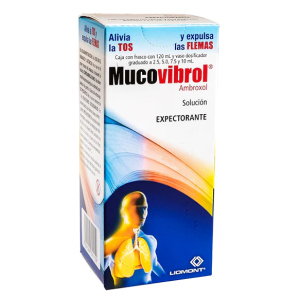 Alivia y expulsa
la TOS las FLEMAS
Caja con frasco con 120 mL y vaso dosificador
graduado a 2.5, 5.0, 7.5 y 10 mL.
Mucovibrol®
Ambroxol
Solución
EXPECTORANTE
LIOMONT®